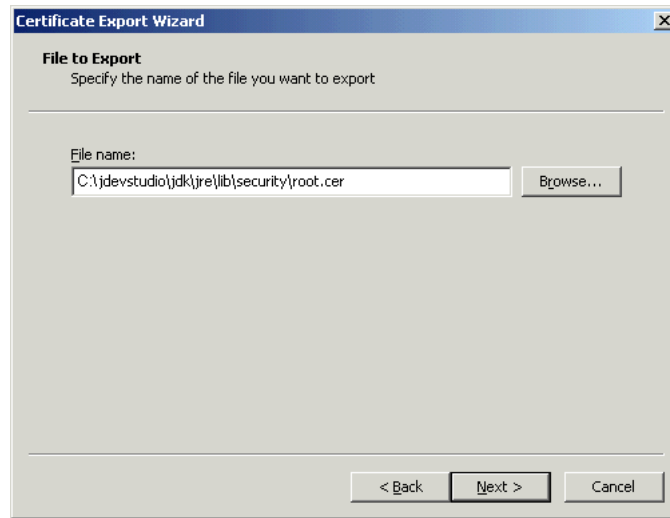 Certificate Export Wizard
File to Export
Specify the name of the file you want to export
File name:
C:\jdevstudio\jdk\jre\lib\security\root.cer
Browse...
< Back
Next >
Cancel